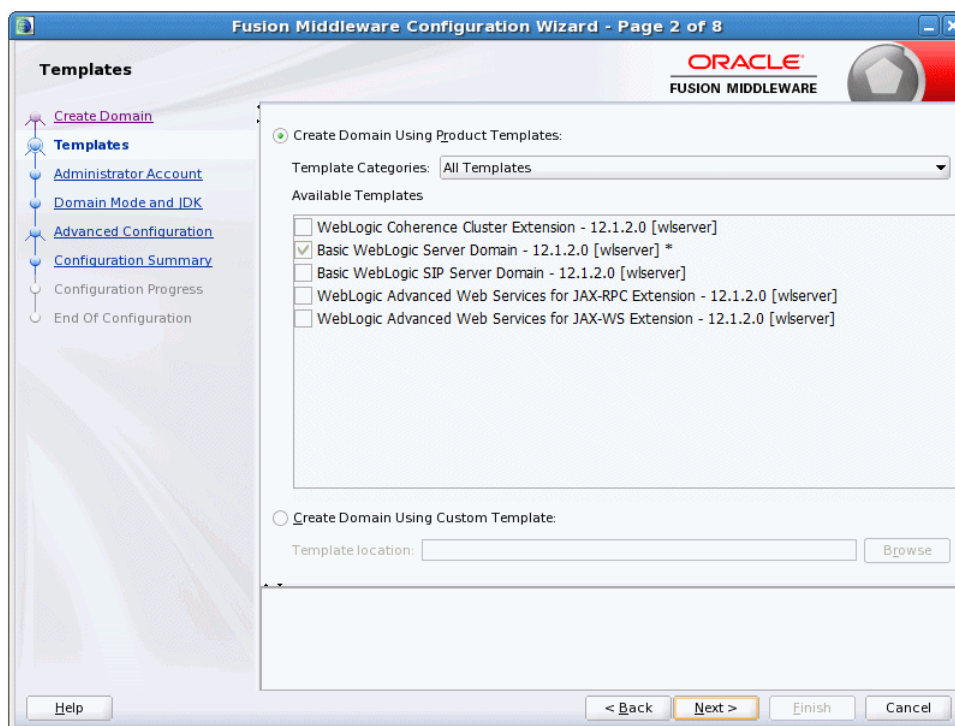 Fusion Middleware Configuration Wizard - Page 2 of 8
Templates
ORACLE
FUSION MIDDLEWARE
Create Domain
Templates
Administrator Account
Domain Mode and JDK
Advanced Configuration
Configuration Summary
Configuration Progress
End Of Configuration
Create Domain Using Product Templates:
Template Categories: All Templates
Available Templates
WebLogic Coherence Cluster Extension - 12.1.2.0 [wlserver]
Basic WebLogic Server Domain - 12.1.2.0 [wlserver] *
Basic WebLogic SIP Server Domain - 12.1.2.0 [wlserver]
WebLogic Advanced Web Services for JAX-RPC Extension - 12.1.2.0 [wlserver]
WebLogic Advanced Web Services for JAX-WS Extension - 12.1.2.0 [wlserver]
Create Domain Using Custom Template:
Template location: Browse
Help < Back Next > Finish Cancel